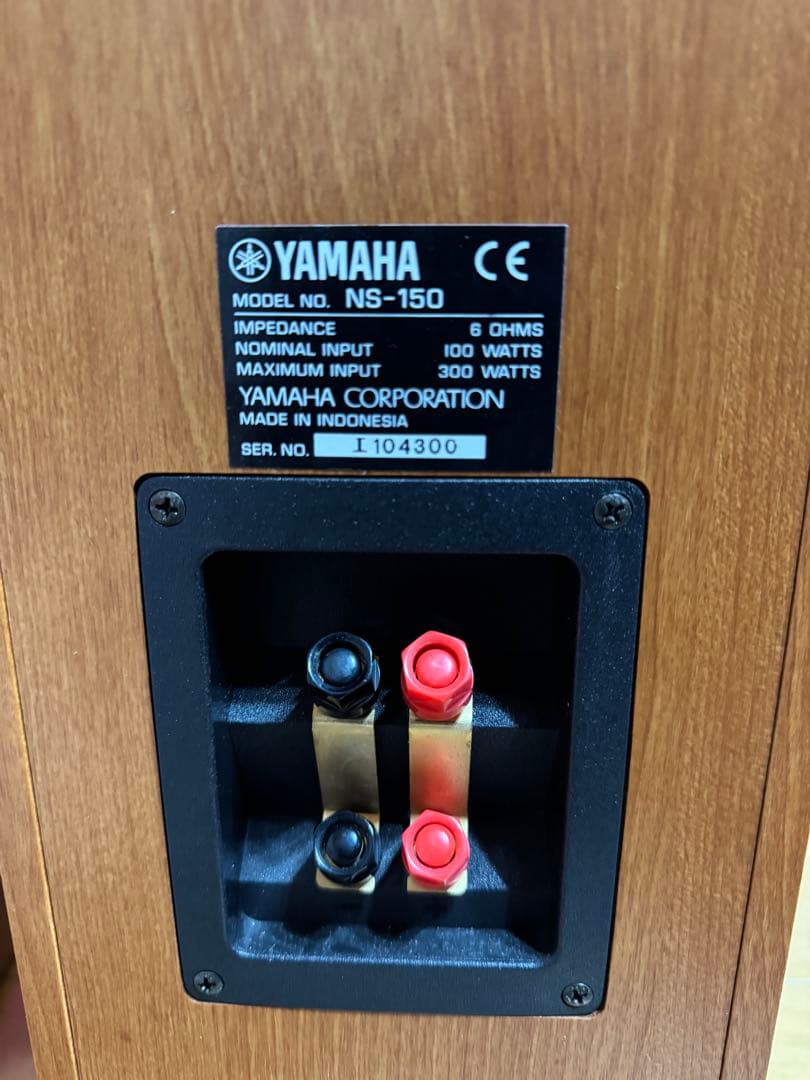 YAMAHA CE
MODEL NO. NS-150
IMPEDANCE 6 OHMS
NOMINAL INPUT 100 WATTS
MAXIMUM INPUT 300 WATTS
YAMAHA CORPORATION
MADE IN INDONESIA
SER. NO. I104300